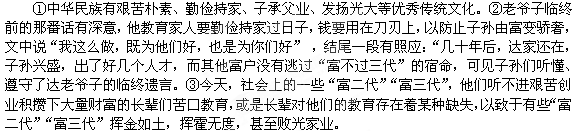 ①中华民族有艰苦朴素、勤俭持家、子承父业、发扬光大等优秀传统文化。②老爷子临终
前的那番话有深意，他教育家人要勤俭持家过日子，钱要用在刀刃上，以防止子孙由富变骄奢，
文中说“我这么做，既为他们好，也是为你们好” ，结尾一段有照应：“几十年后，达家还在，
子孙兴盛，出了好几个人才，而其他富户没有逃过“富不过三代”的宿命，可见子孙们听懂、
遵守了达老爷子的临终遗言。③今天，社会上的一些“富二代”“富三代”，他们听不进艰苦创
业积攒下大量财富的长辈们苦口教育，或是长辈对他们的教育存在着某种缺失，以致于有些“富
二代”“富三代”挥金如土，挥霍无度，甚至败光家业。